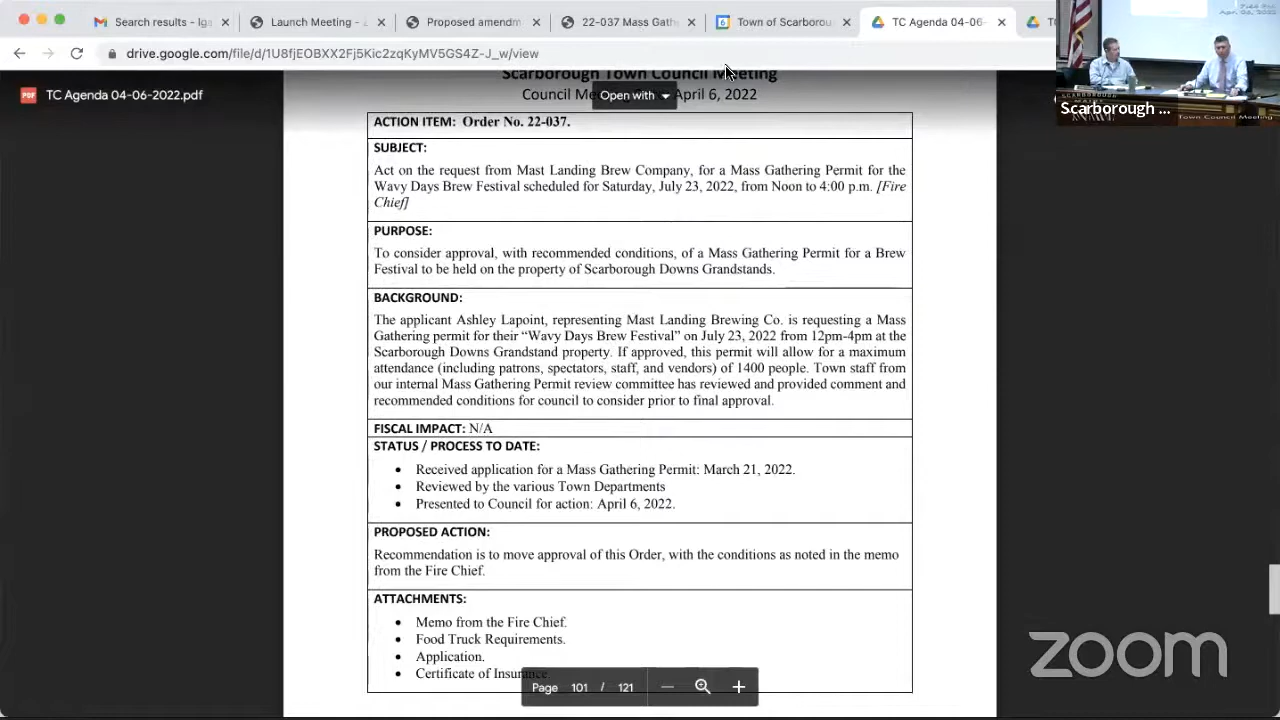 Search results - Iga
Launch Meeting - Z
Proposed amendm
22-037 Mass Gath
Town of Scarborou
TC Agenda 04-06-
drive.google.com/file/d/1U8fjEOBXX2Fj5Kic2zqKyMV5GS4Z-J_w/view
TC Agenda 04-06-2022.pdf
Scarborough ...
Town Council Meeting
Scarborough Town Council Meeting
April 6, 2022
Open with
ACTION ITEM: Order No. 22-037.
SUBJECT:
Act on the request from Mast Landing Brew Company, for a Mass Gathering Permit for the
Wavy Days Brew Festival scheduled for Saturday, July 23, 2022, from Noon to 4:00 p.m. [Fire
Chief]
PURPOSE:
To consider approval, with recommended conditions, of a Mass Gathering Permit for a Brew
Festival to be held on the property of Scarborough Downs Grandstands.
BACKGROUND:
The applicant Ashley Lapoint, representing Mast Landing Brewing Co. is requesting a Mass
Gathering permit for their “Wavy Days Brew Festival” on July 23, 2022 from 12pm-4pm at the
Scarborough Downs Grandstand property. If approved, this permit will allow for a maximum
attendance (including patrons, spectators, staff, and vendors) of 1400 people. Town staff from
our internal Mass Gathering Permit review committee has reviewed and provided comment and
recommended conditions for council to consider prior to final approval.
FISCAL IMPACT: N/A
STATUS / PROCESS TO DATE:
• Received application for a Mass Gathering Permit: March 21, 2022.
• Reviewed by the various Town Departments
• Presented to Council for action: April 6, 2022.
PROPOSED ACTION:
Recommendation is to move approval of this Order, with the conditions as noted in the memo
from the Fire Chief.
ATTACHMENTS:
• Memo from the Fire Chief.
• Food Truck Requirements.
• Application.
• Certificate of Insurance
Page 101 / 121
zoom